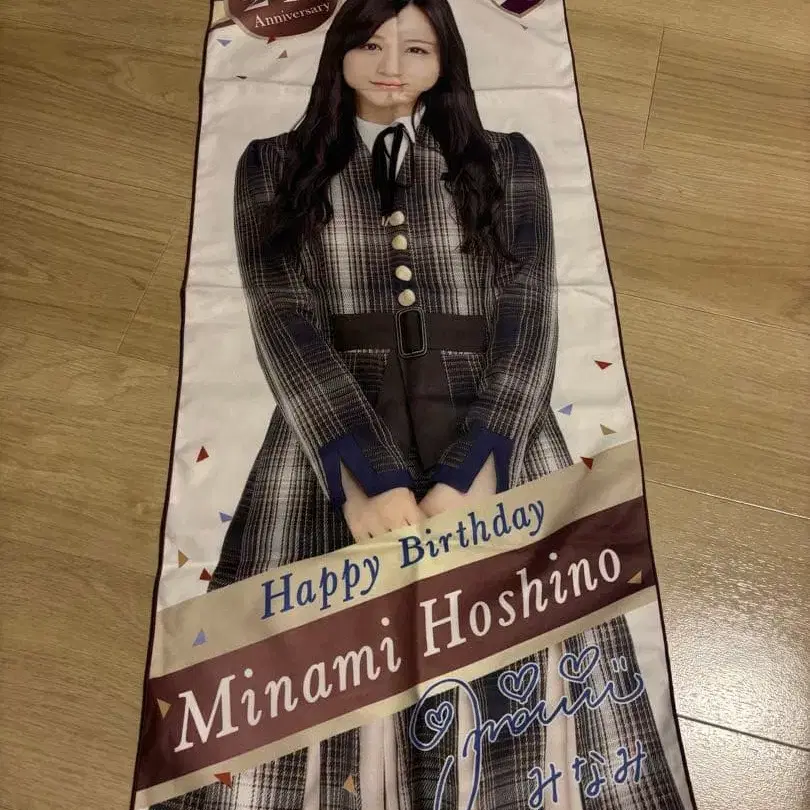 Anniversary
Happy Birthday
Minami Hoshino
みなみ